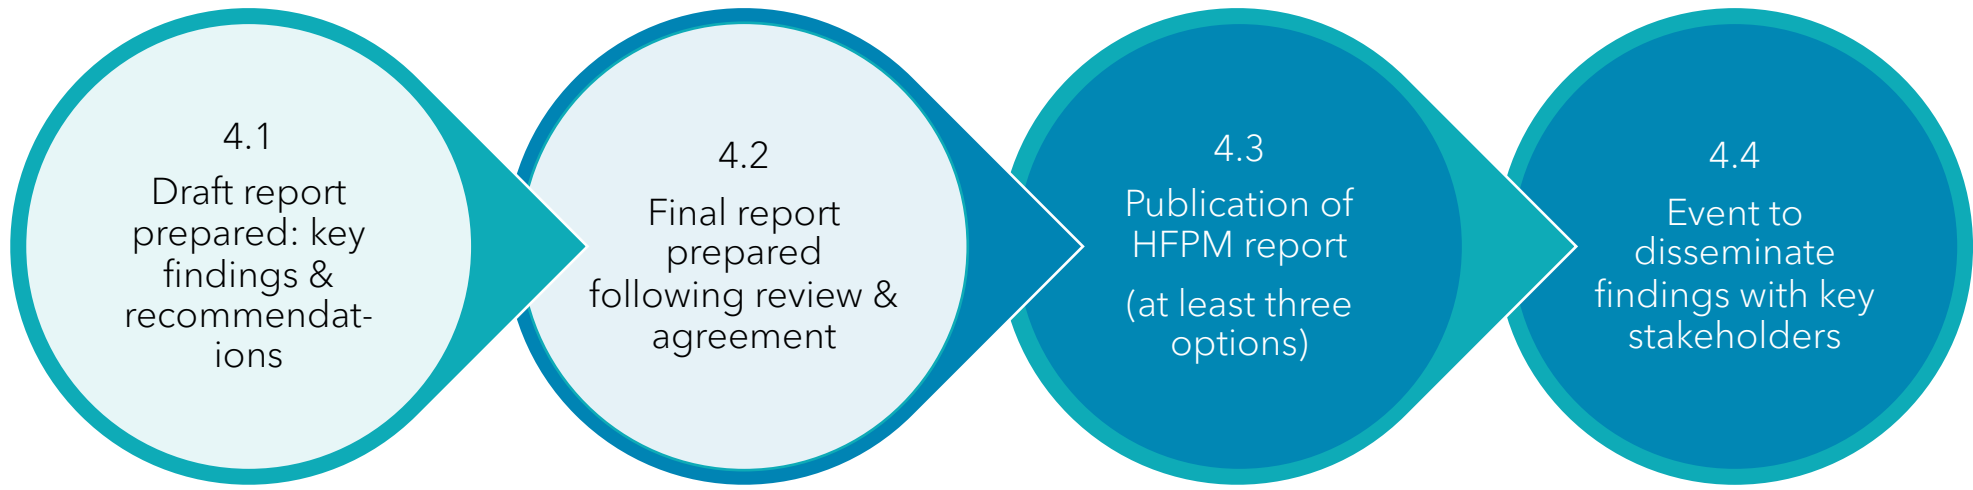 4.1
Draft report
prepared: key
findings &
recommendat-
ions
4.2
Final report
prepared
following review &
agreement
4.3
Publication of
HFPM report
(at least three
options)
4.4
Event to
disseminate
findings with key
stakeholders